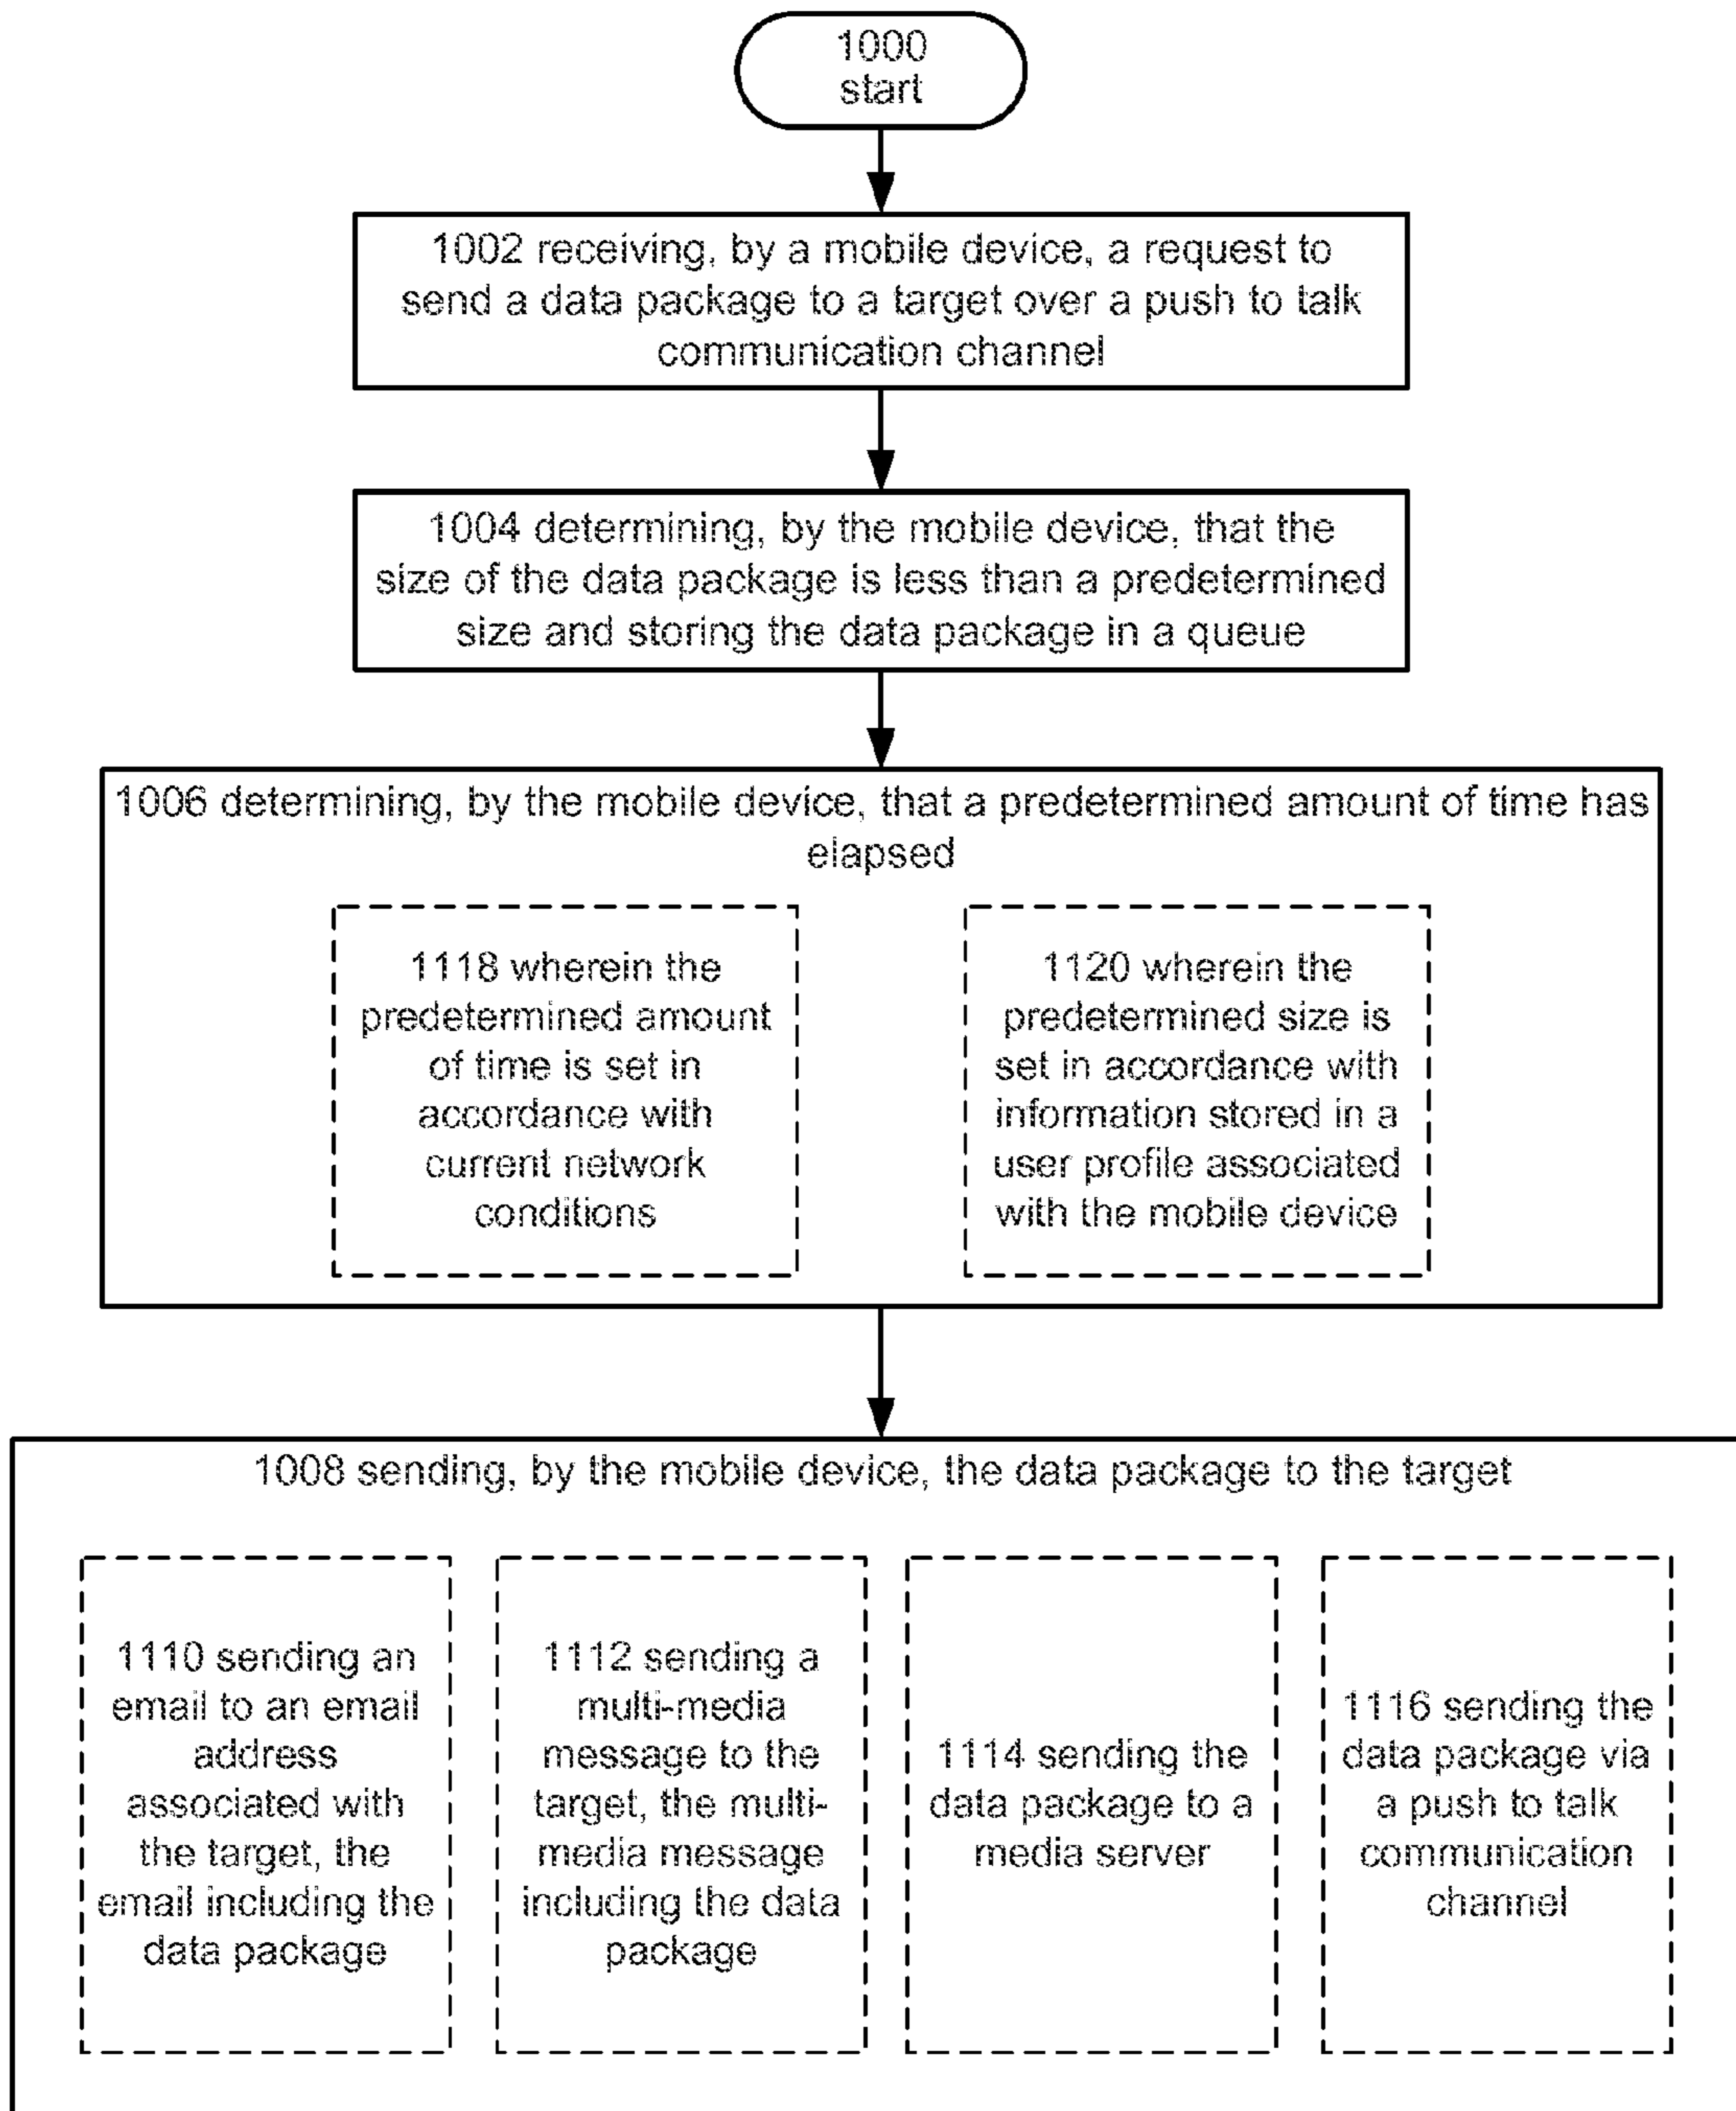 1000
start
1002 receiving, by a mobile device, a request to
send a data package to a target over a push to talk
communication channel
1004 determining, by the mobile device, that the
size of the data package is less than a predetermined
size and storing the data package in a queue
1006 determining, by the mobile device, that a predetermined amount of time has
elapsed
1118 wherein the
predetermined amount
of time is set in
accordance with
current network
conditions
1120 wherein the
predetermined size is
set in accordance with
information stored in a
user profile associated
with the mobile device
1008 sending, by the mobile device, the data package to the target
1110 sending an
email to an email
address
associated with
the target, the
email including the
data package
1112 sending a
multi-media
message to the
target, the multi-
media message
including the data
package
1114 sending the
data package to a
media server
1116 sending the
data package via
a push to talk
communication
channel